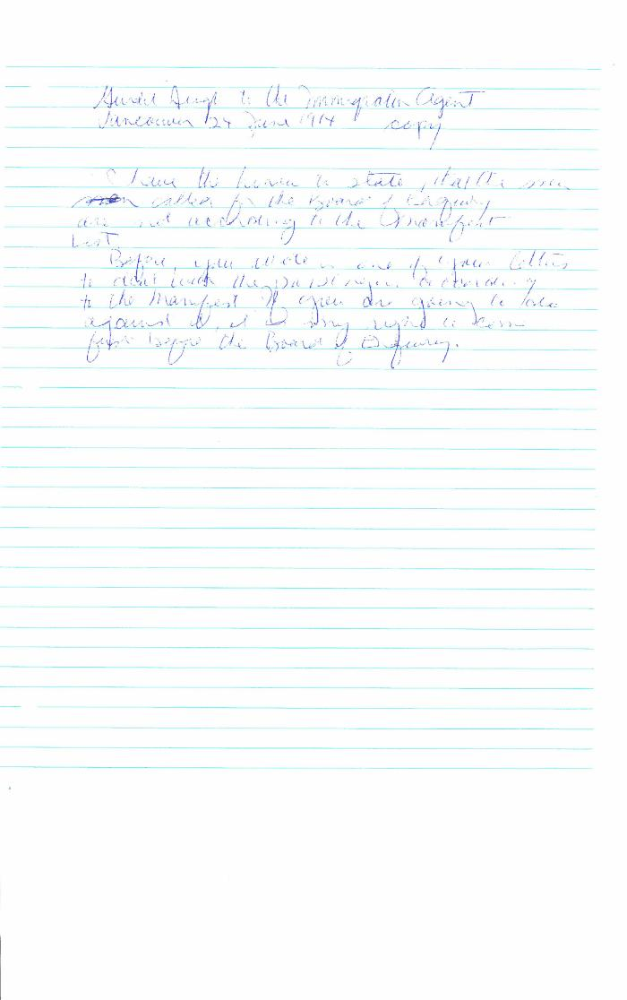 Gurdit Singh to the Immigration Agent
Vancouver 24 June 1914 copy
I have the honor to state, that the men
called for the Board of Enquiry
are not according to the Manifest
List
Before, you wrote in one of your letters
to deal with the passengers according
to the Manifest If you are going to
against it, it is my right to come
first before the Board of Enquiry.